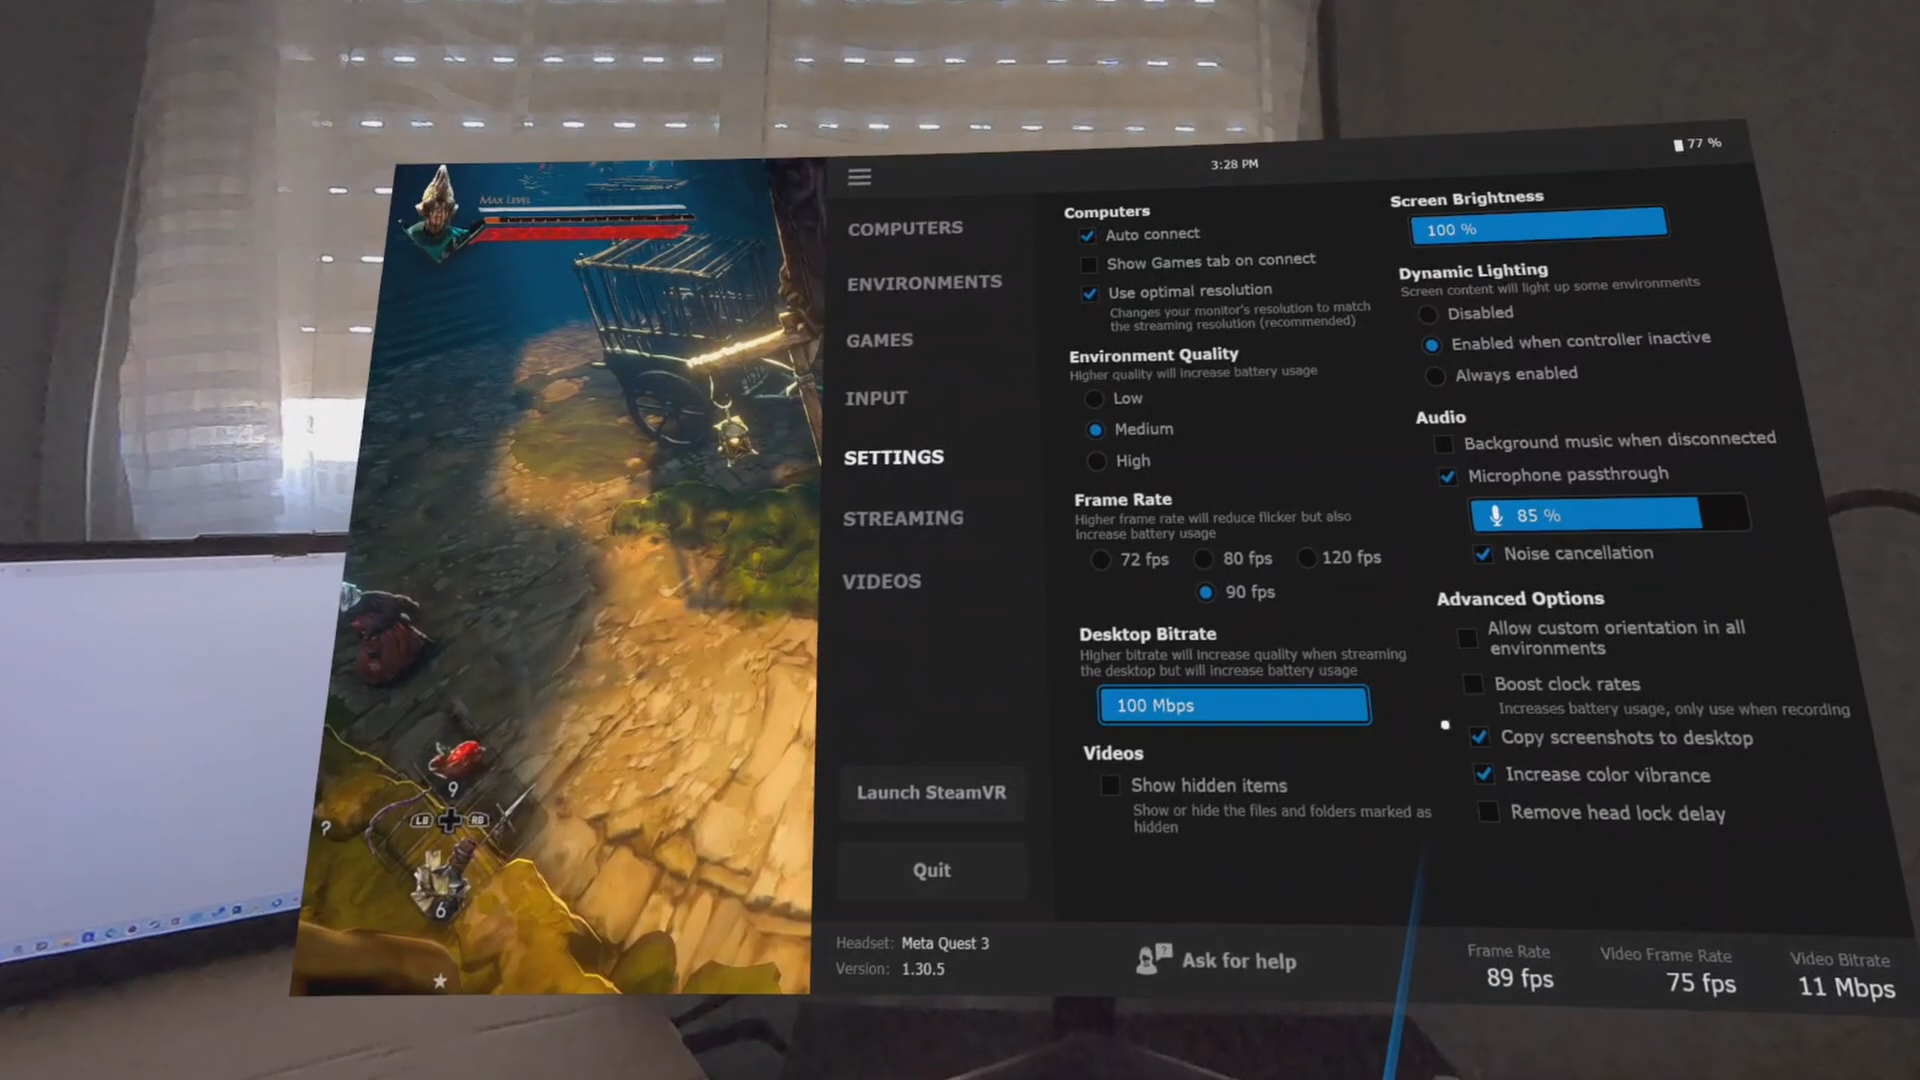 MAX LEVEL
9
LB
RB
?
6
3:28 PM
77 %
COMPUTERS
ENVIRONMENTS
GAMES
INPUT
SETTINGS
STREAMING
VIDEOS
Launch SteamVR
Quit
Computers
Auto connect
Show Games tab on connect
Use optimal resolution
Changes your monitor's resolution to match
the streaming resolution (recommended)
Environment Quality
Higher quality will increase battery usage
Low
Medium
High
Frame Rate
Higher frame rate will reduce flicker but also
increase battery usage
72 fps
80 fps
120 fps
90 fps
Desktop Bitrate
Higher bitrate will increase quality when streaming
the desktop but will increase battery usage
100 Mbps
Videos
Show hidden items
Show or hide the files and folders marked as
hidden
Screen Brightness
100 %
Dynamic Lighting
Screen content will light up some environments
Disabled
Enabled when controller inactive
Always enabled
Audio
Background music when disconnected
Microphone passthrough
85 %
Noise cancellation
Advanced Options
Allow custom orientation in all
environments
Boost clock rates
Increases battery usage, only use when recording
Copy screenshots to desktop
Increase color vibrance
Remove head lock delay
Headset: Meta Quest 3
Version: 1.30.5
Ask for help
Frame Rate
89 fps
Video Frame Rate
75 fps
Video Bitrate
11 Mbps